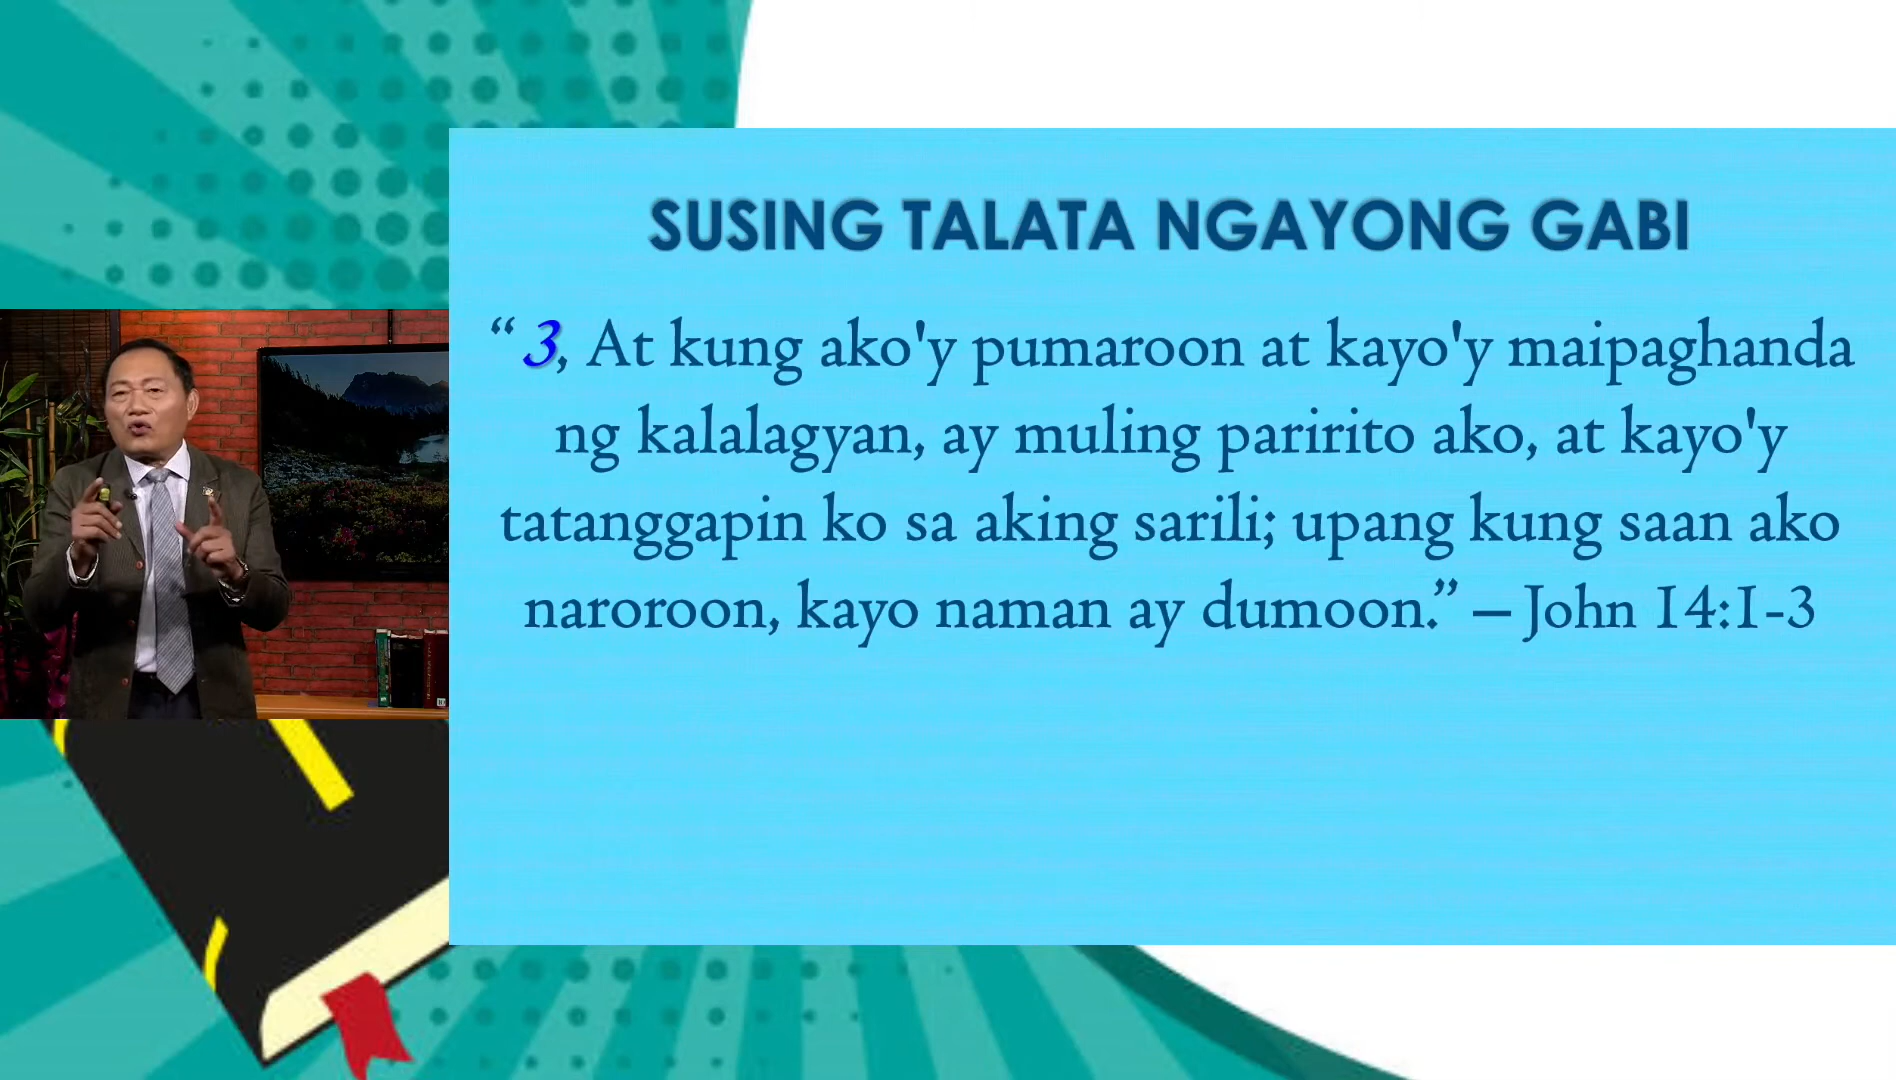 SUSING TALATA NGAYONG GABI
“ 3, At kung ako'y pumaroon at kayo'y maipaghanda
ng kalalagyan, ay muling paririto ako, at kayo'y
tatanggapin ko sa aking sarili; upang kung saan ako
naroroon, kayo naman ay dumoon.” – John 14:1-3